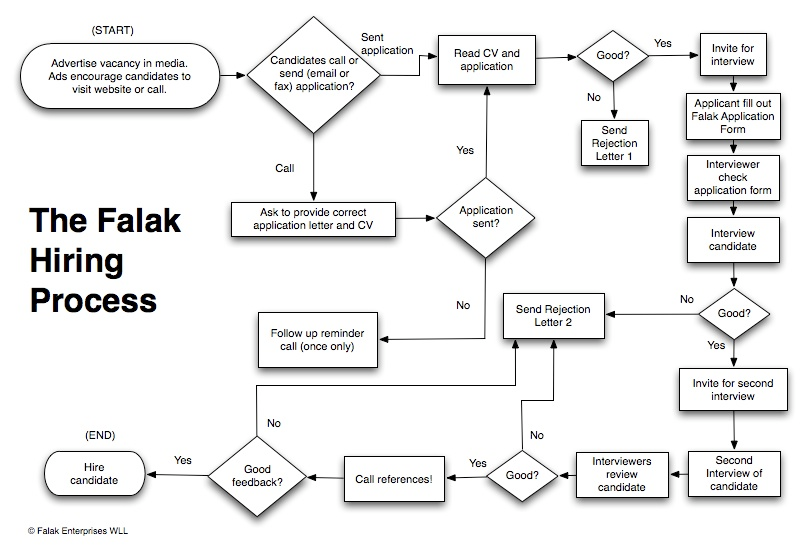 (START)
Advertise vacancy in media.
Ads encourage candidates to
visit website or call.
Candidates call or
send (email or
fax) application?
Sent
application
Read CV and
application
Good?
Yes
Invite for
interview
No
Send
Rejection
Letter 1
Applicant fill out
Falak Application
Form
Interviewer
check
application form
Interview
candidate
Call
Ask to provide correct
application letter and CV
Application
sent?
Yes
No
Follow up reminder
call (once only)
The Falak
Hiring
Process
Good?
No
Send Rejection
Letter 2
Yes
Invite for second
interview
Second
Interview of
candidate
Interviewers
review
candidate
Good?
No
Yes
Call references!
Good
feedback?
No
Yes
(END)
Hire
candidate
© Falak Enterprises WLL